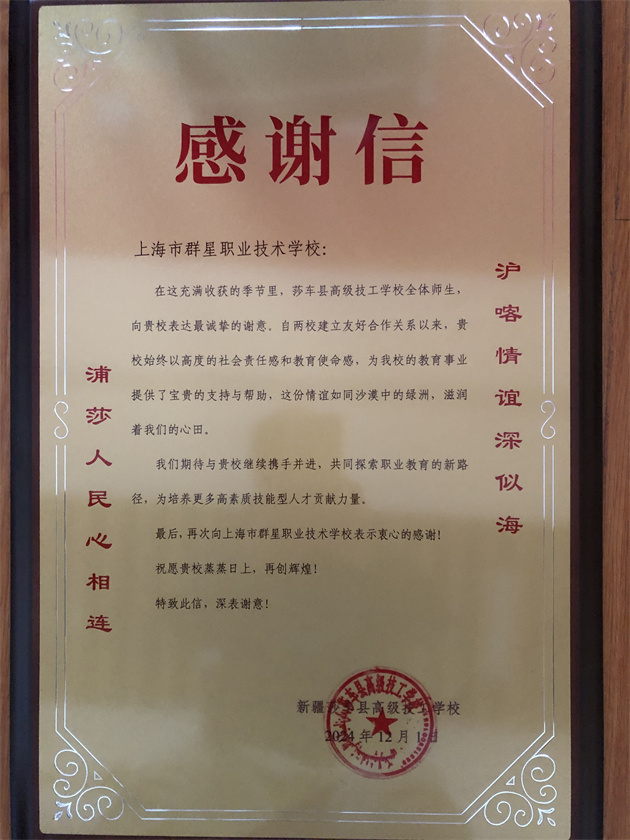 感谢信
上海市群星职业技术学校：
在这充满收获的季节里，莎车县高级技工学校全体师生，
向贵校表达最诚挚的谢意。自两校建立友好合作关系以来，贵
校始终以高度的社会责任感和教育使命感，为我校的教育事业
提供了宝贵的支持与帮助，这份情谊如同沙漠中的绿洲，滋润
着我们的心田。
我们期待与贵校继续携手并进，共同探索职业教育的新路
径，为培养更多高素质技能型人才贡献力量。
最后，再次向上海市群星职业技术学校表示衷心的感谢！
祝愿贵校蒸蒸日上，再创辉煌！
特致此信，深表谢意！
沪喀情谊深似海
浦莎人民心相连
新疆莎车县高级技工学校
2024年12月1日
车县高级技工学